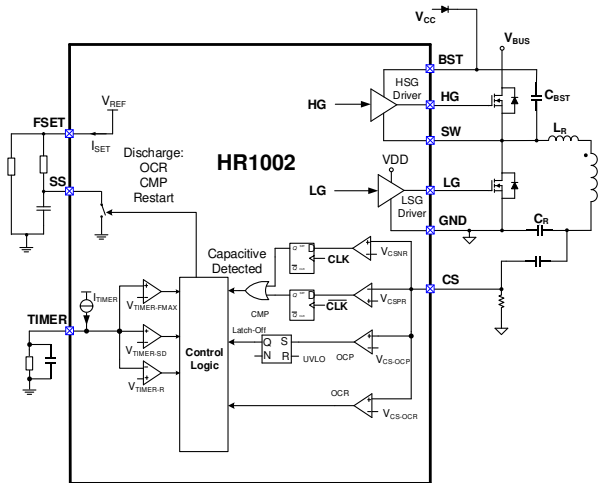 VCC
VBUS
BST
HSG
Driver
HG
HG
CBST
VREF
FSET
ISET
SW
LR
Discharge:
OCR
CMP
Restart
HR1002
SS
VDD
LG
LG
LSG
Driver
GND
CR
Capacitive
Detected
Q D
Q
CLK
VCSNR
CS
Q D
Q
CLK
VCSPR
CMP
ITIMER
VTIMER-FMAX
TIMER
VTIMER-SD
VTIMER-R
Control
Logic
Latch-Off
Q S
N R
UVLO
OCP
VCS-OCP
OCR
VCS-OCR